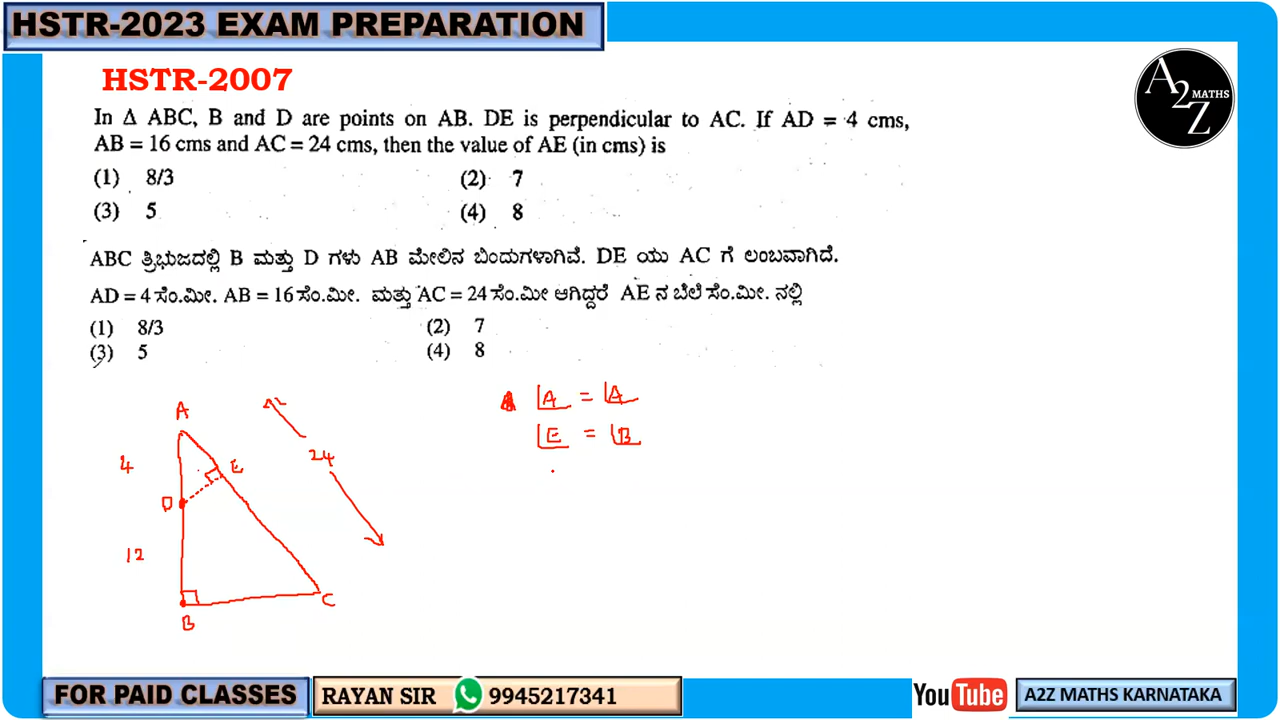 HSTR-2023 EXAM PREPARATION
HSTR-2007
A2Z MATHS
In Δ ABC, B and D are points on AB. DE is perpendicular to AC. If AD = 4 cms,
AB = 16 cms and AC = 24 cms, then the value of AE (in cms) is
(1) 8/3 (2) 7
(3) 5 (4) 8
ABC ತ್ರಿಭುಜದಲ್ಲಿ B ಮತ್ತು D ಗಳು AB ಮೇಲಿನ ಬಿಂದುಗಳಾಗಿವೆ. DE ಯು AC ಗೆ ಲಂಬವಾಗಿದೆ.
AD = 4 ಸೆಂ.ಮೀ. AB = 16 ಸೆಂ.ಮೀ. ಮತ್ತು AC = 24 ಸೆಂ.ಮೀ ಆಗಿದ್ದರೆ AE ನ ಬೆಲೆ ಸೆಂ.ಮೀ. ನಲ್ಲಿ
(1) 8/3 (2) 7
(3) 5 (4) 8
A
4
E
24
D
12
B
C
∠A = ∠A
∠E = ∠B
FOR PAID CLASSES
RAYAN SIR 9945217341
YouTube
A2Z MATHS KARNATAKA